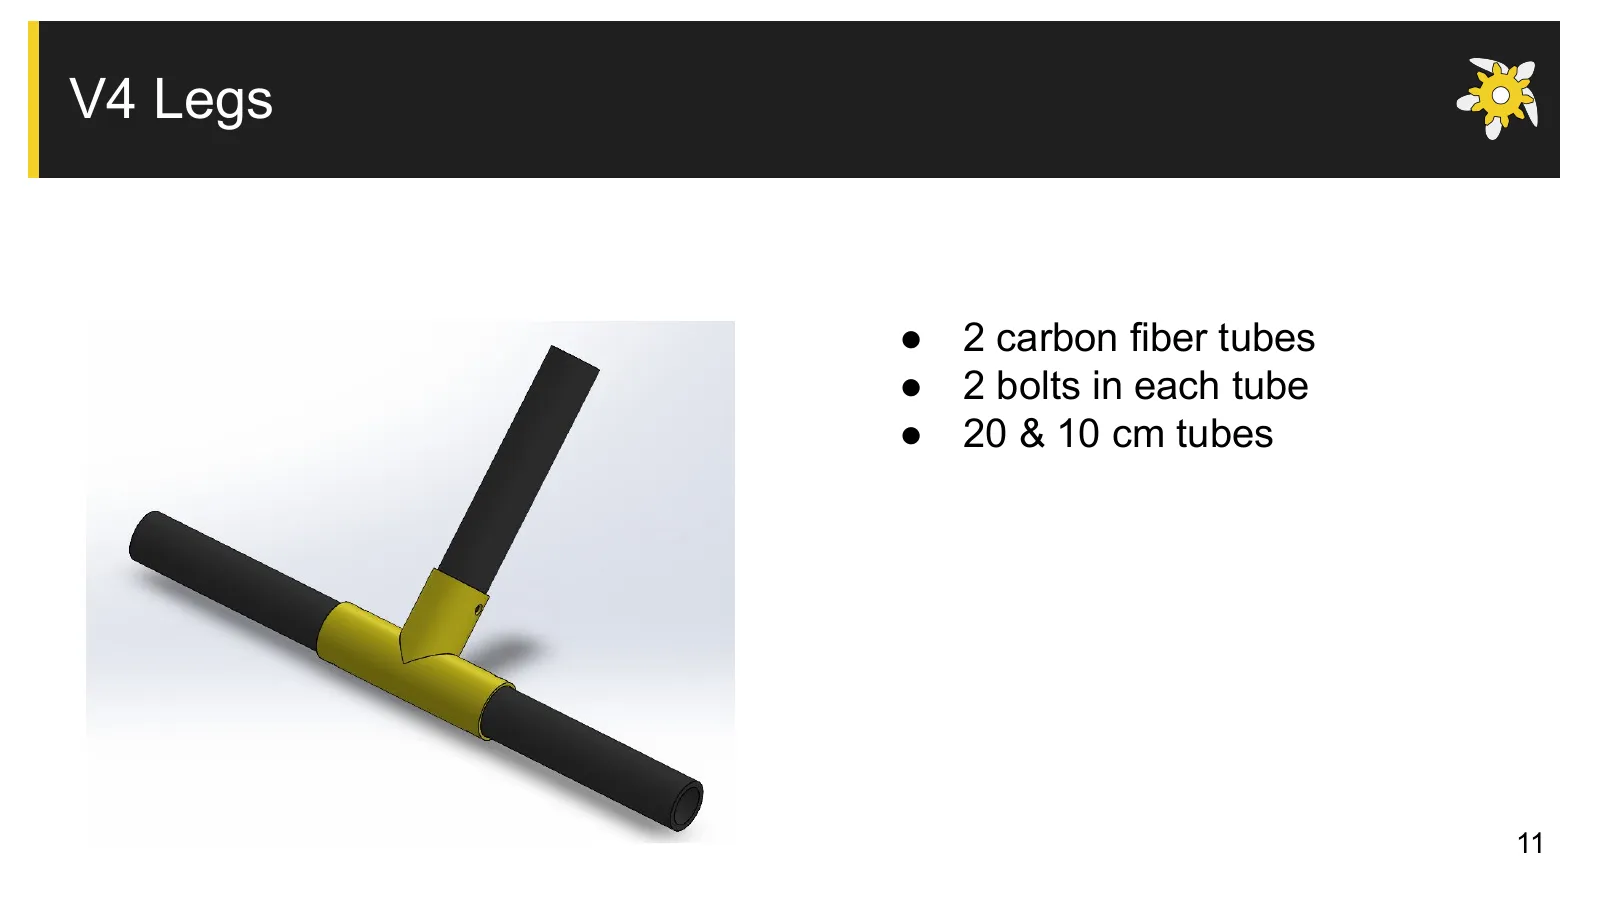 V4 Legs
● 2 carbon fiber tubes
● 2 bolts in each tube
● 20 & 10 cm tubes
11